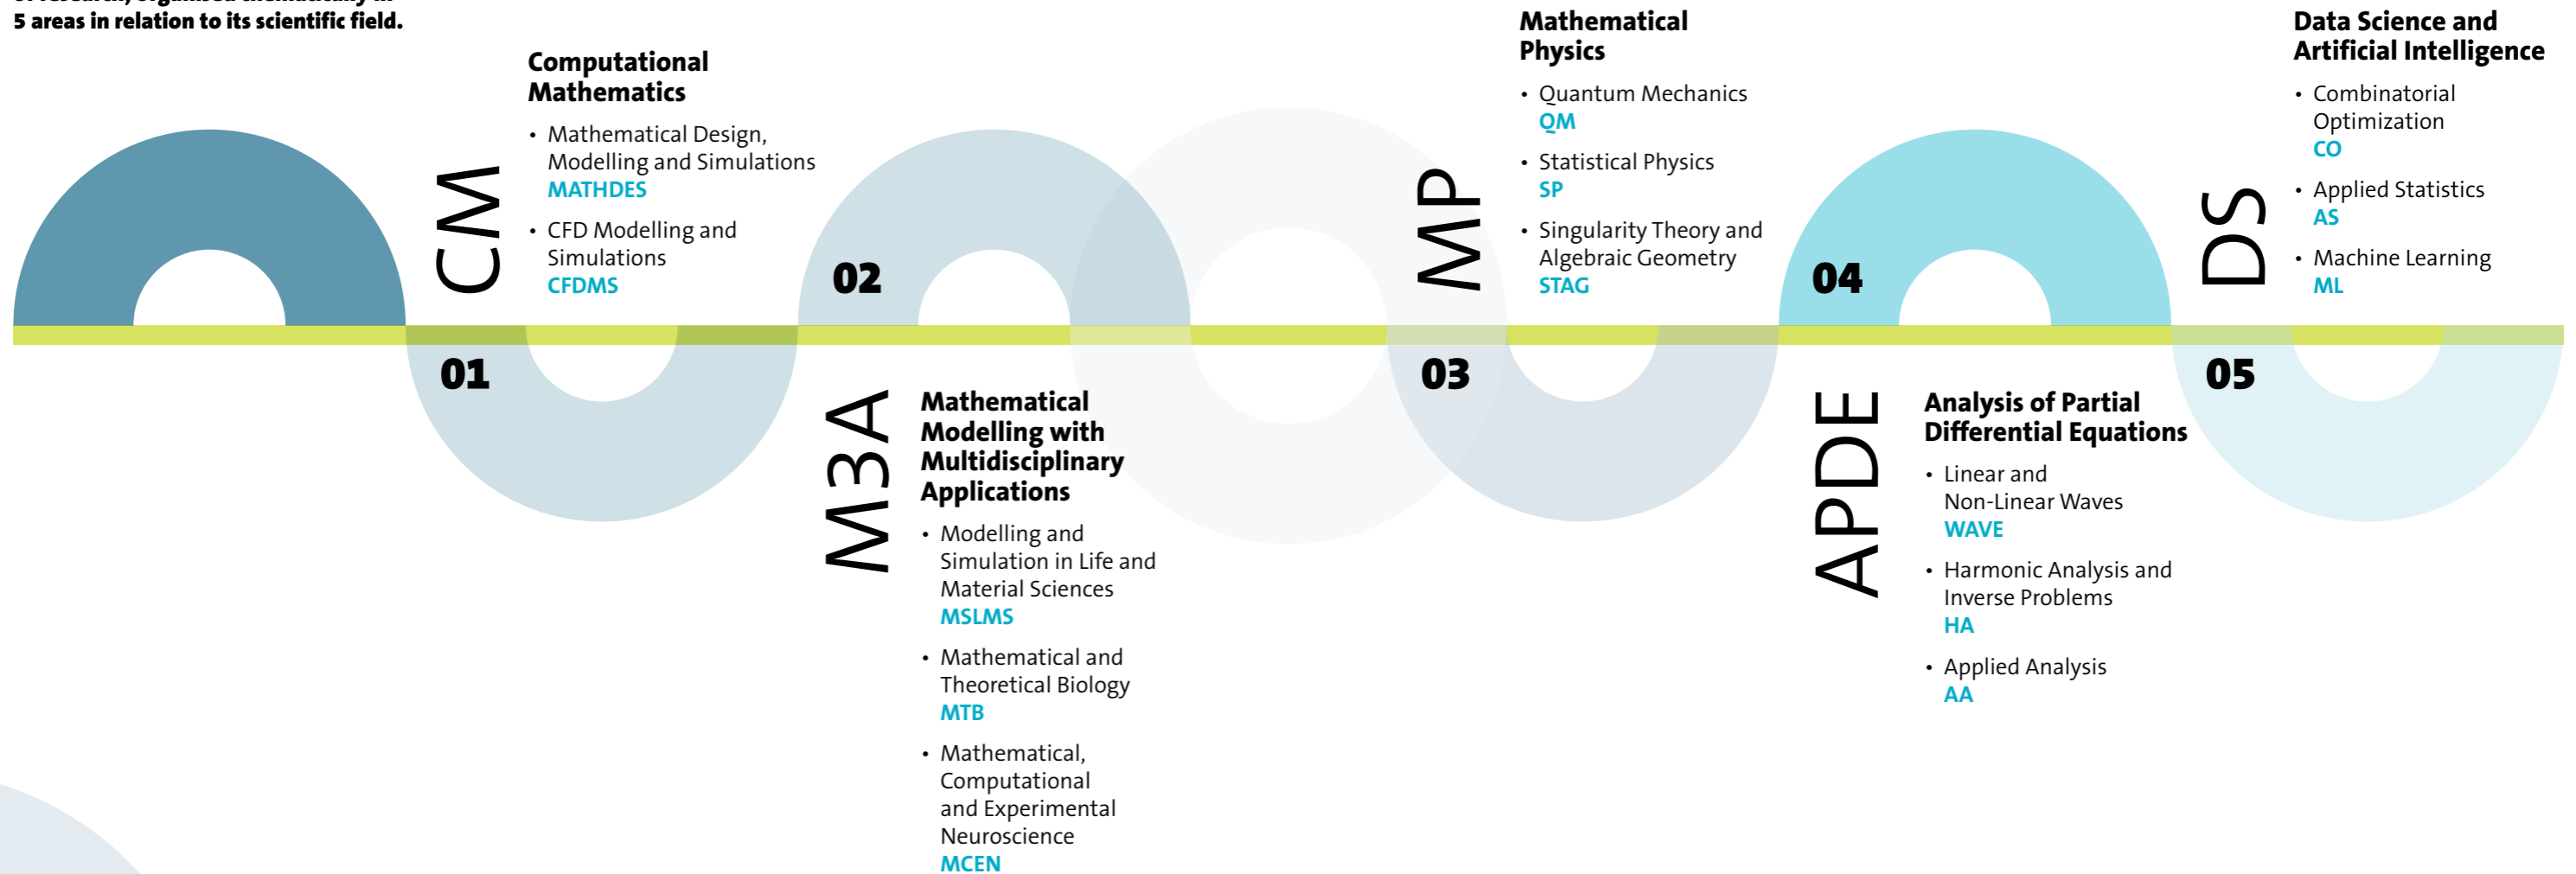 5 areas in relation to its scientific field.
CM
Computational
Mathematics
• Mathematical Design,
Modelling and Simulations
MATHDES
• CFD Modelling and
Simulations
CFDMS
01
02
M3A
Mathematical
Modelling with
Multidisciplinary
Applications
• Modelling and
Simulation in Life and
Material Sciences
MSLMS
• Mathematical and
Theoretical Biology
MTB
• Mathematical,
Computational
and Experimental
Neuroscience
MCEN
MP
Mathematical
Physics
• Quantum Mechanics
QM
• Statistical Physics
SP
• Singularity Theory and
Algebraic Geometry
STAG
03
04
APDE
Analysis of Partial
Differential Equations
• Linear and
Non-Linear Waves
WAVE
• Harmonic Analysis and
Inverse Problems
HA
• Applied Analysis
AA
DS
Data Science and
Artificial Intelligence
• Combinatorial
Optimization
CO
• Applied Statistics
AS
• Machine Learning
ML
05